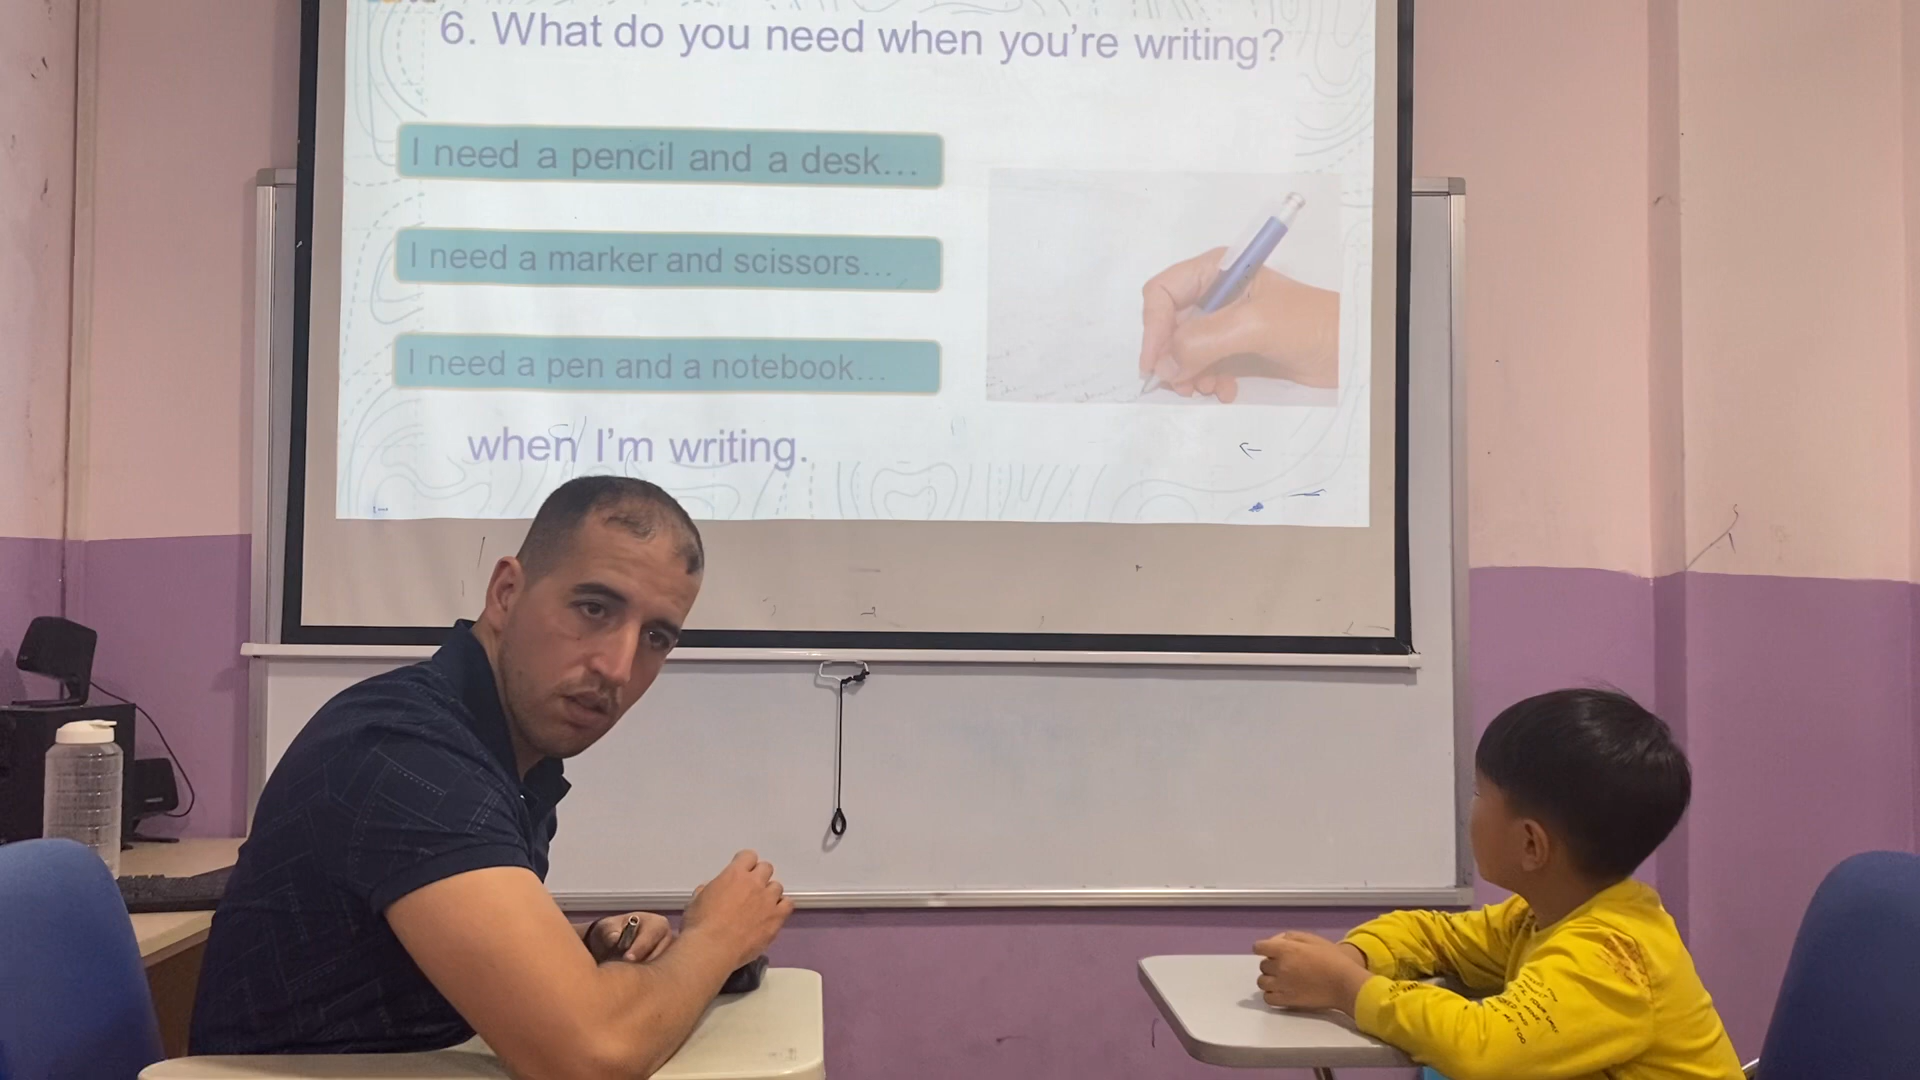 6. What do you need when you're writing?
I need a pencil and a desk...
I need a marker and scissors...
I need a pen and a notebook...
when I'm writing.